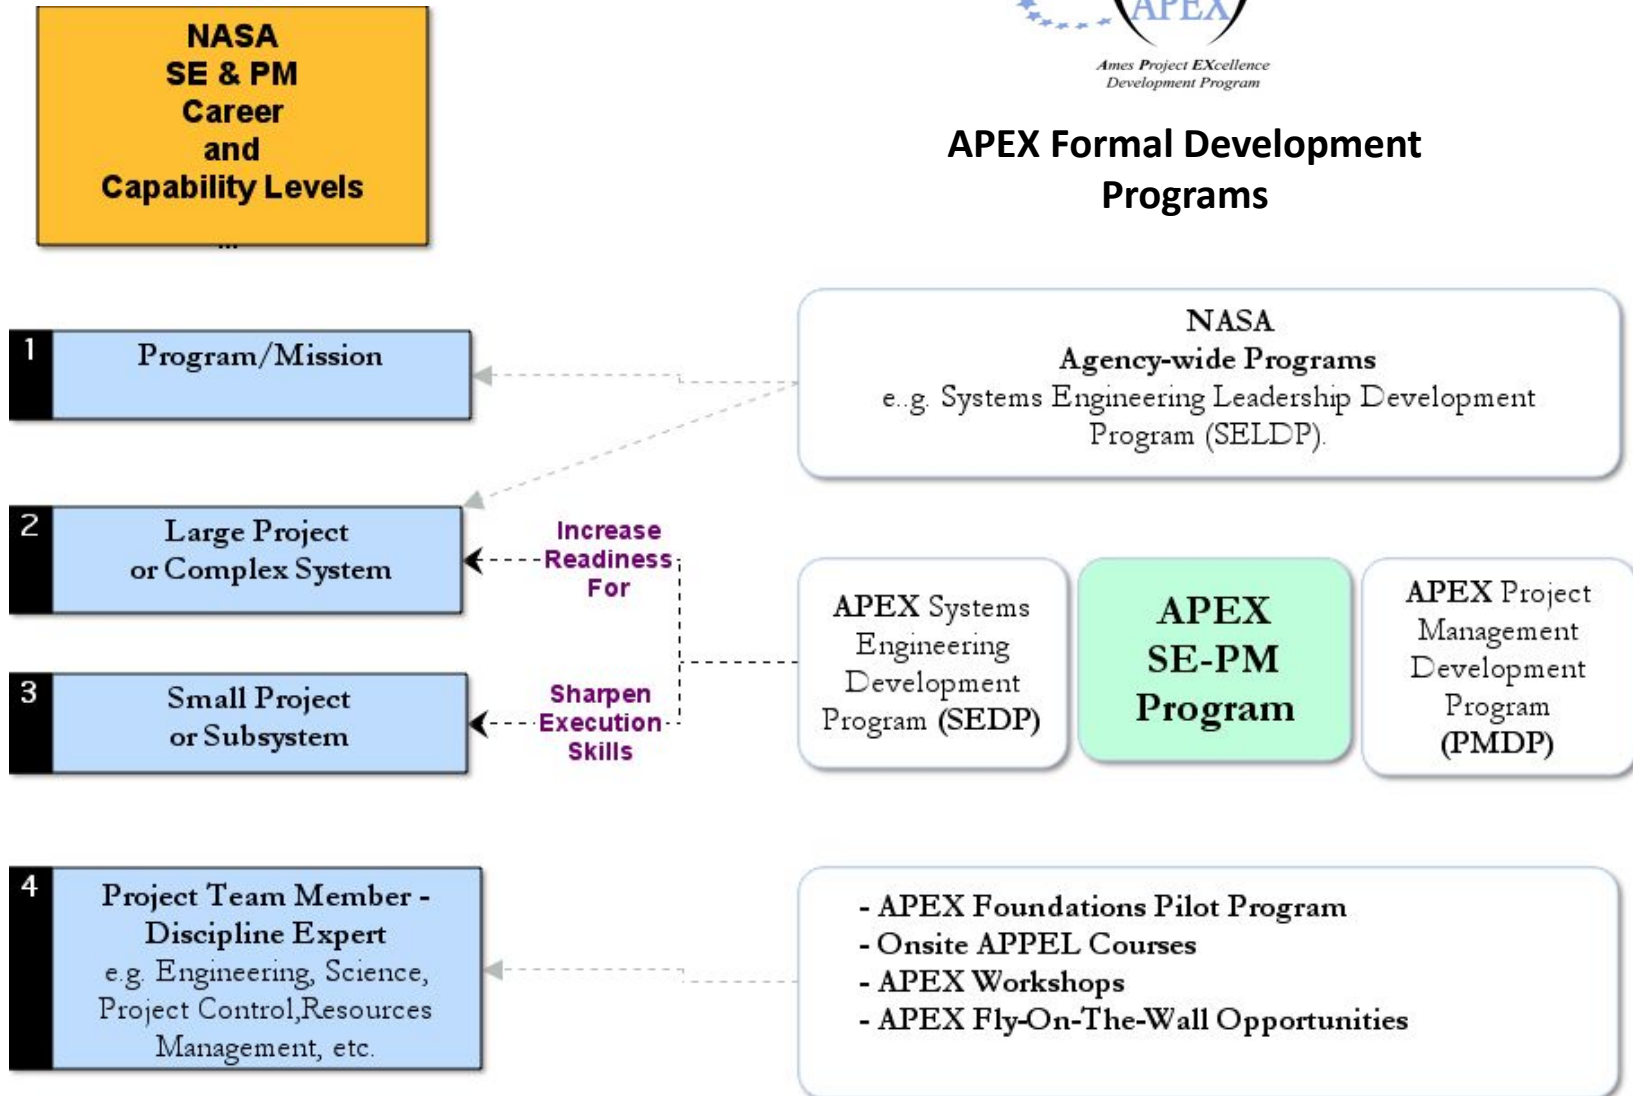 NASA
SE & PM
Career
and
Capability Levels
...
APEX
Ames Project EXcellence
Development Program
APEX Formal Development
Programs
1
Program/Mission
NASA
Agency-wide Programs
e..g. Systems Engineering Leadership Development
Program (SELDP).
2
Large Project
or Complex System
Increase
Readiness
For
3
Small Project
or Subsystem
Sharpen
Execution
Skills
APEX Systems
Engineering
Development
Program (SEDP)
APEX
SE-PM
Program
APEX Project
Management
Development
Program
(PMDP)
4
Project Team Member -
Discipline Expert
e.g. Engineering, Science,
Project Control,Resources
Management, etc.
- APEX Foundations Pilot Program
- Onsite APPEL Courses
- APEX Workshops
- APEX Fly-On-The-Wall Opportunities